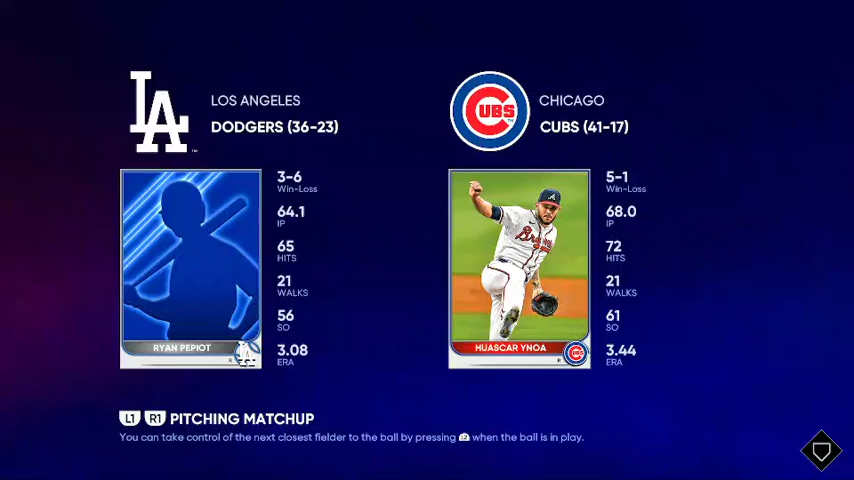 LOS ANGELES
DODGERS (36-23)
CHICAGO
CUBS (41-17)
LA
CUBS
3-6
Win-Loss
64.1
IP
65
HITS
21
WALKS
56
SO
3.08
ERA
RYAN PEPIOT
5-1
Win-Loss
68.0
IP
72
HITS
21
WALKS
61
SO
3.44
ERA
Braves
HUASCAR YNOA
L1 R1 PITCHING MATCHUP
You can take control of the next closest fielder to the ball by pressing L2 when the ball is in play.